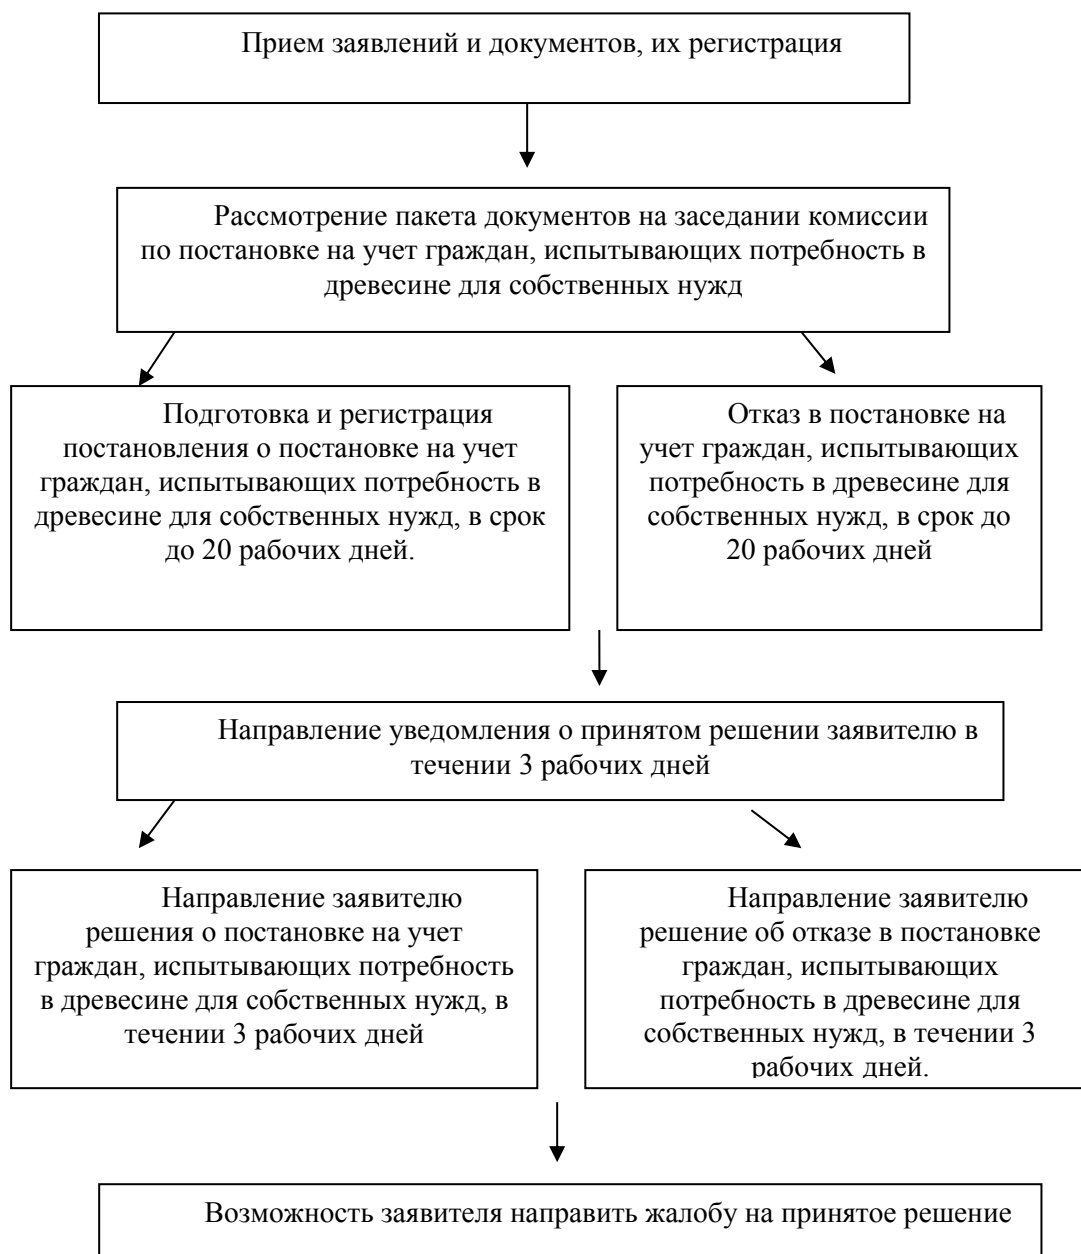 Прием заявлений и документов, их регистрация
Рассмотрение пакета документов на заседании комиссии
по постановке на учет граждан, испытывающих потребность в
древесине для собственных нужд
Подготовка и регистрация
постановления о постановке на учет
граждан, испытывающих потребность в
древесине для собственных нужд, в срок
до 20 рабочих дней.
Отказ в постановке на
учет граждан, испытывающих
потребность в древесине для
собственных нужд, в срок до
20 рабочих дней
Направление уведомления о принятом решении заявителю в
течении 3 рабочих дней
Направление заявителю
решения о постановке на учет
граждан, испытывающих потребность
в древесине для собственных нужд, в
течении 3 рабочих дней
Направление заявителю
решение об отказе в постановке
граждан, испытывающих
потребность в древесине для
собственных нужд, в течении 3
рабочих дней.
Возможность заявителя направить жалобу на принятое решение